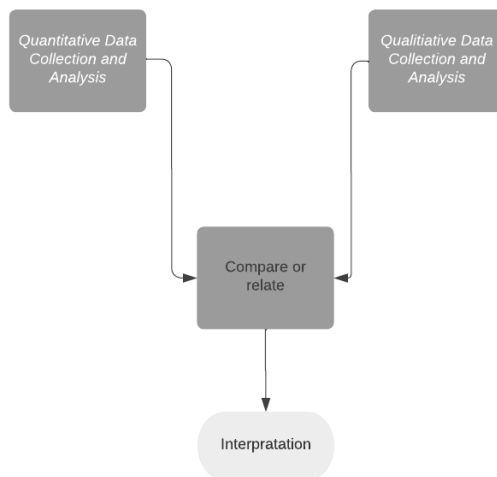 Quantitative Data
Collection and
Analysis
Qualitiative Data
Collection and
Analysis
Compare or
relate
Interpratation